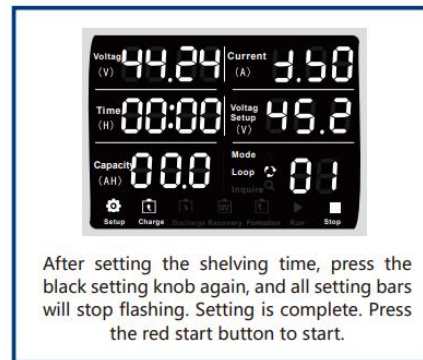 Voltag 44.24 Current d.50
(V) (A)
Time 00:00 Voltag Setup 45.2
(H) (V)
Capacity 00.0 Mode
(AH) Loop 01
Inquire
Setup Charge Discharge Recovery Formation Run Stop
After setting the shelving time, press the
black setting knob again, and all setting bars
will stop flashing. Setting is complete. Press
the red start button to start.